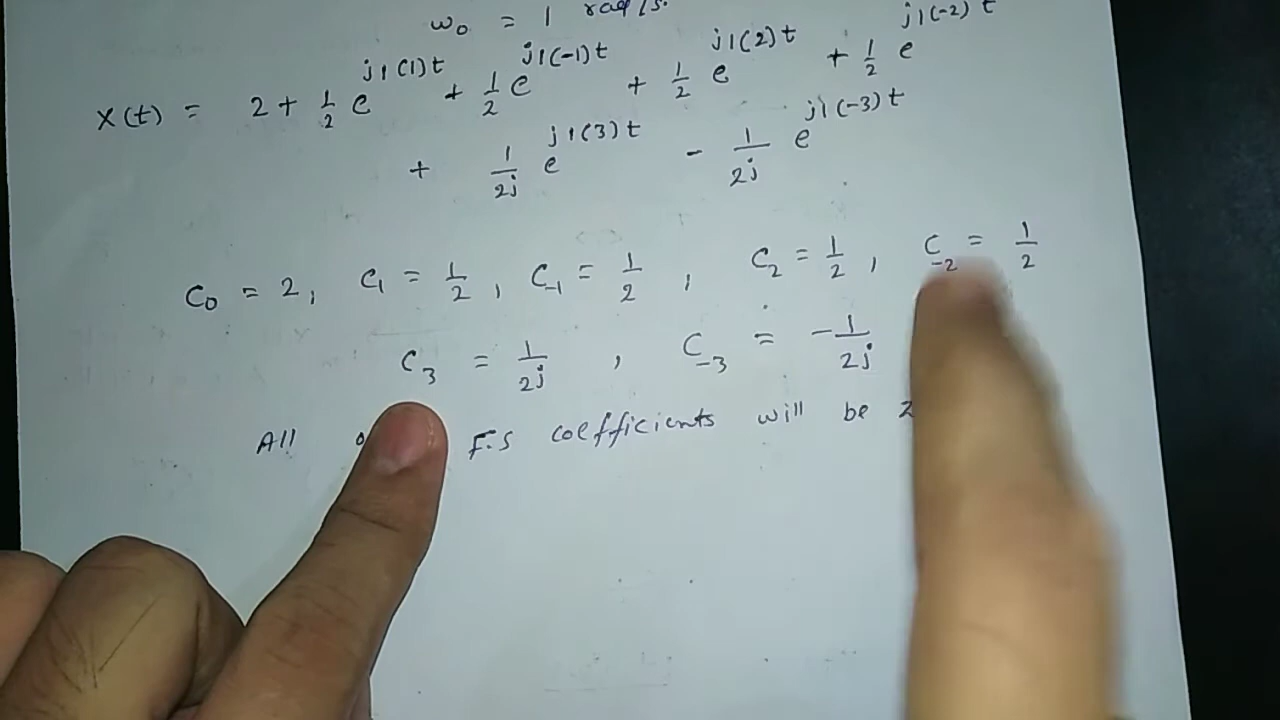 ω₀ = 1 rad/s.
x(t) = 2 + 1/2 e^{j1(1)t} + 1/2 e^{j1(-1)t} + 1/2 e^{j1(2)t} + 1/2 e^{j1(-2)t}
+ 1/2j e^{j1(3)t} - 1/2j e^{j1(-3)t}
C₀ = 2, C₁ = 1/2, C₋₁ = 1/2, C₂ = 1/2, C₋₂ = 1/2
C₃ = 1/2j, C₋₃ = -1/2j
All F.S coefficients will be